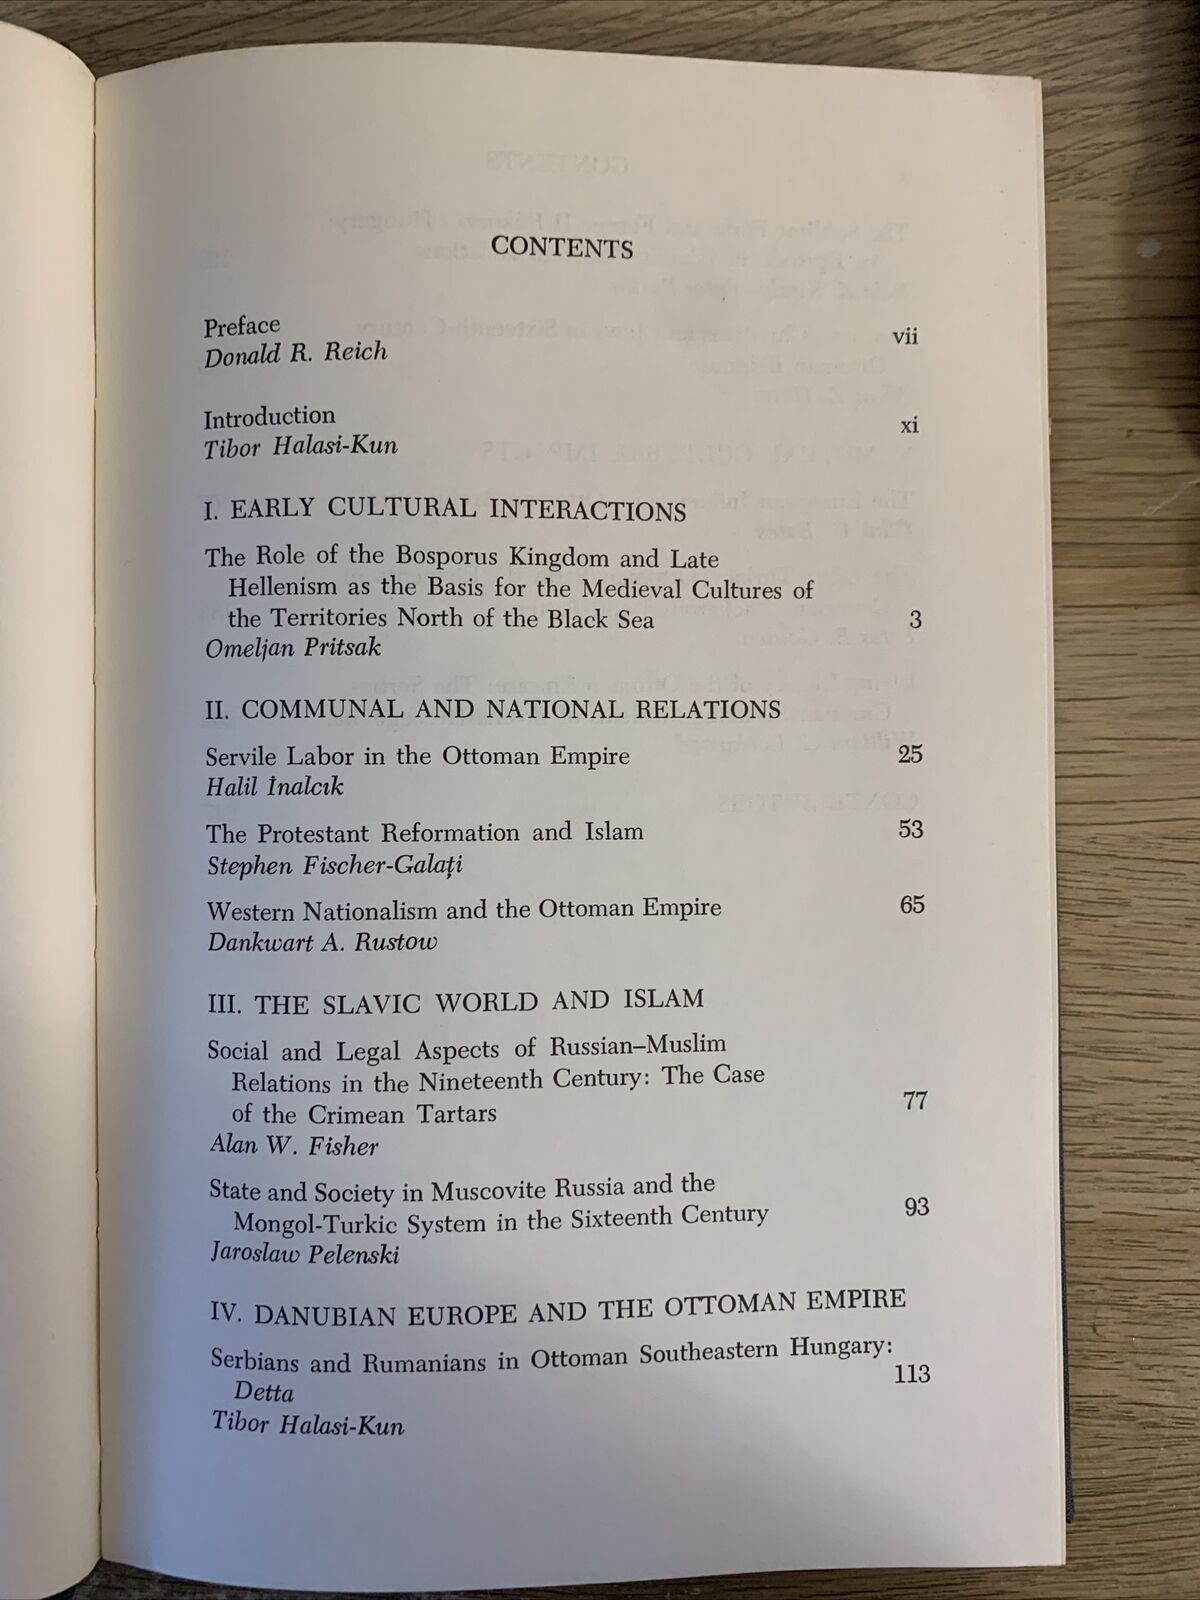 CONTENTS
Preface
Donald R. Reich
vii
Introduction
Tibor Halasi-Kun
xi
I. EARLY CULTURAL INTERACTIONS
The Role of the Bosporus Kingdom and Late
Hellenism as the Basis for the Medieval Cultures of
the Territories North of the Black Sea 3
Omeljan Pritsak
II. COMMUNAL AND NATIONAL RELATIONS
Servile Labor in the Ottoman Empire 25
Halil İnalcık
The Protestant Reformation and Islam 53
Stephen Fischer-Galați
Western Nationalism and the Ottoman Empire 65
Dankwart A. Rustow
III. THE SLAVIC WORLD AND ISLAM
Social and Legal Aspects of Russian–Muslim
Relations in the Nineteenth Century: The Case
of the Crimean Tartars 77
Alan W. Fisher
State and Society in Muscovite Russia and the
Mongol-Turkic System in the Sixteenth Century 93
Jaroslaw Pelenski
IV. DANUBIAN EUROPE AND THE OTTOMAN EMPIRE
Serbians and Rumanians in Ottoman Southeastern Hungary:
Detta 113
Tibor Halasi-Kun